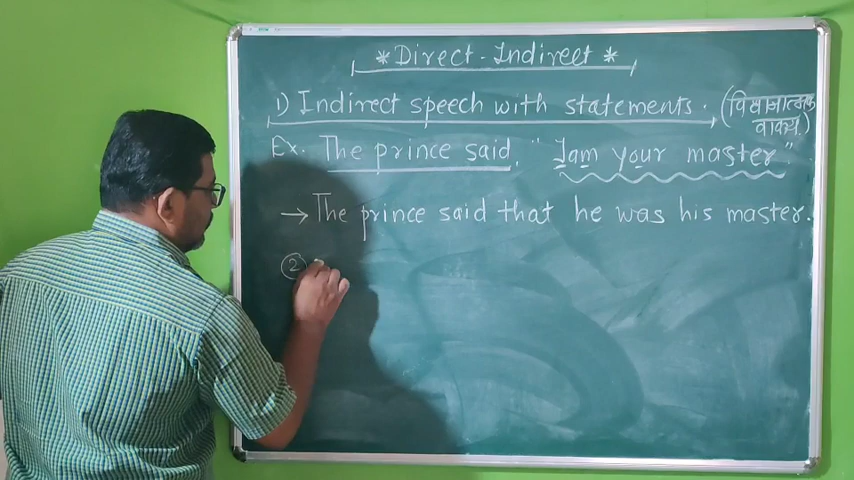 * Direct - Indirect *
1) Indirect speech with statements. (विधानात्मक वाक्य)
Ex. The prince said, "I am your master".
→ The prince said that he was his master.
②